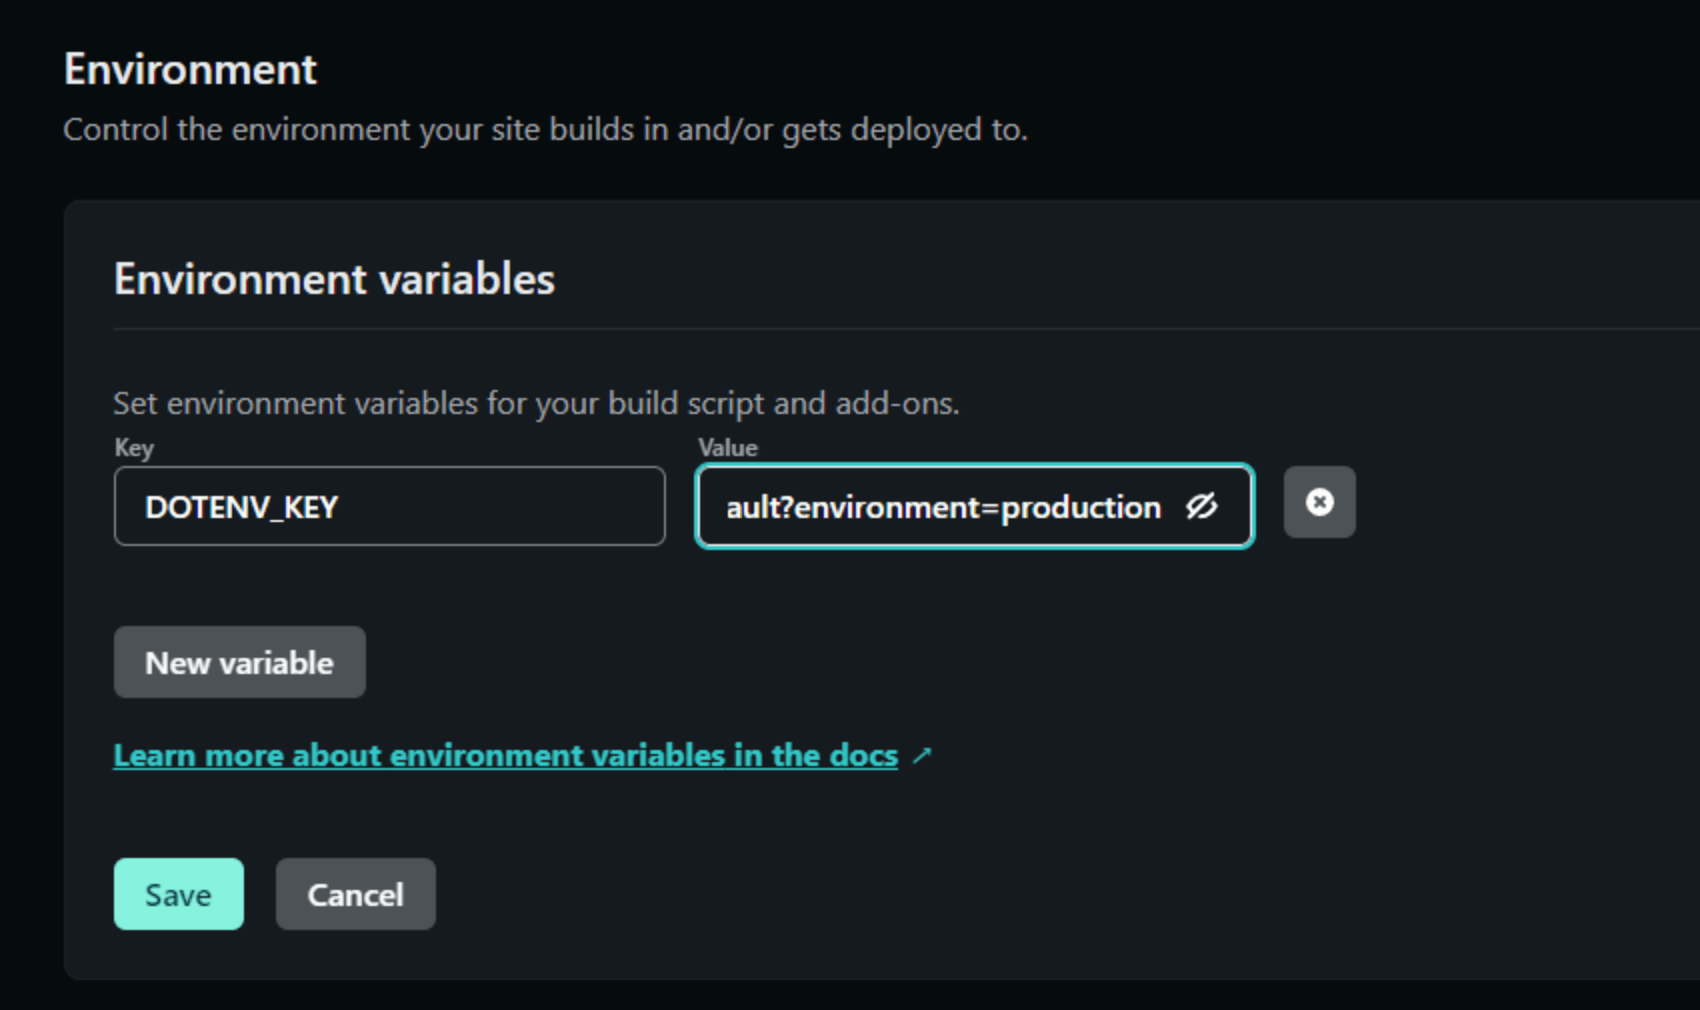 Environment
Control the environment your site builds in and/or gets deployed to.
Environment variables
Set environment variables for your build script and add-ons.
Key
Value
DOTENV_KEY
ault?environment=production
New variable
Learn more about environment variables in the docs ↗
Save
Cancel